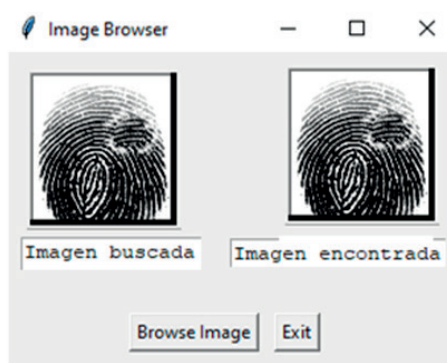 Image Browser
Imagen buscada
Imagen encontrada
Browse Image
Exit